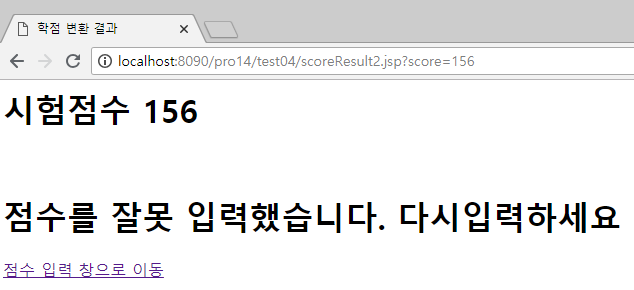 학점 변환 결과
localhost:8090/pro14/test04/scoreResult2.jsp?score=156
시험점수 156
점수를 잘못 입력했습니다. 다시입력하세요
점수 입력 창으로 이동